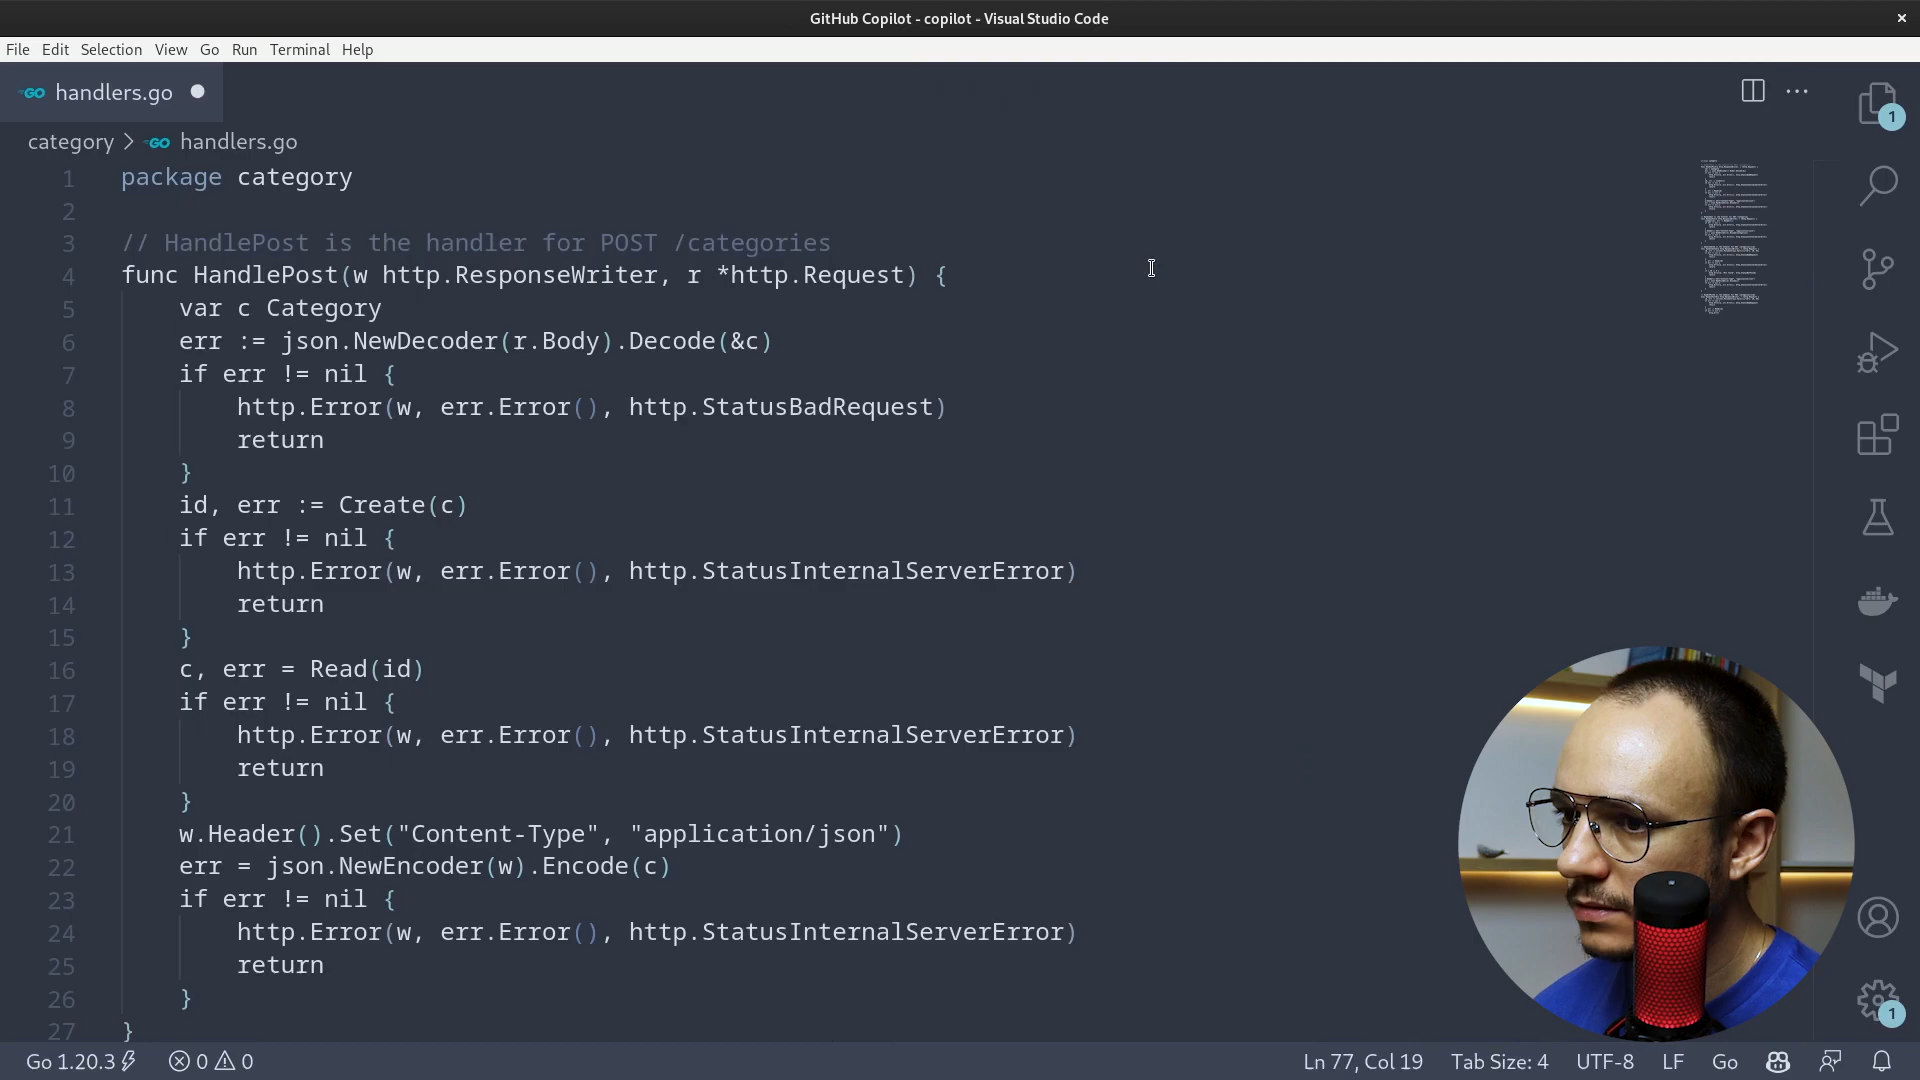 GitHub Copilot - copilot - Visual Studio Code
File Edit Selection View Go Run Terminal Help
GO handlers.go
category > GO handlers.go
1 package category
2
3 // HandlePost is the handler for POST /categories
4 func HandlePost(w http.ResponseWriter, r *http.Request) {
5 var c Category
6 err := json.NewDecoder(r.Body).Decode(&c)
7 if err != nil {
8 http.Error(w, err.Error(), http.StatusBadRequest)
9 return
10 }
11 id, err := Create(c)
12 if err != nil {
13 http.Error(w, err.Error(), http.StatusInternalServerError)
14 return
15 }
16 c, err = Read(id)
17 if err != nil {
18 http.Error(w, err.Error(), http.StatusInternalServerError)
19 return
20 }
21 w.Header().Set("Content-Type", "application/json")
22 err = json.NewEncoder(w).Encode(c)
23 if err != nil {
24 http.Error(w, err.Error(), http.StatusInternalServerError)
25 return
26 }
27 }
1
1
Go 1.20.3 0 0 Ln 77, Col 19 Tab Size: 4 UTF-8 LF Go